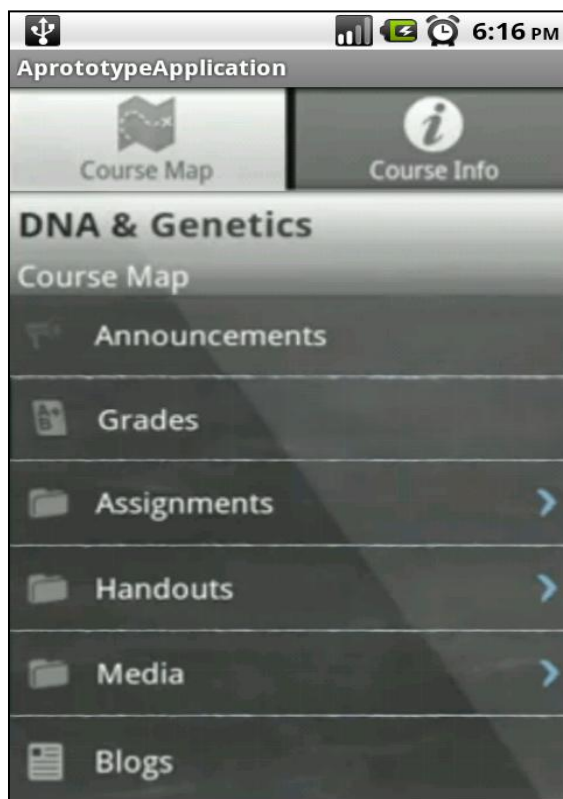 6:16 PM
AprototypeApplication
Course Map
Course Info
DNA & Genetics
Course Map
Announcements
A+
B
Grades
Assignments
Handouts
Media
Blogs